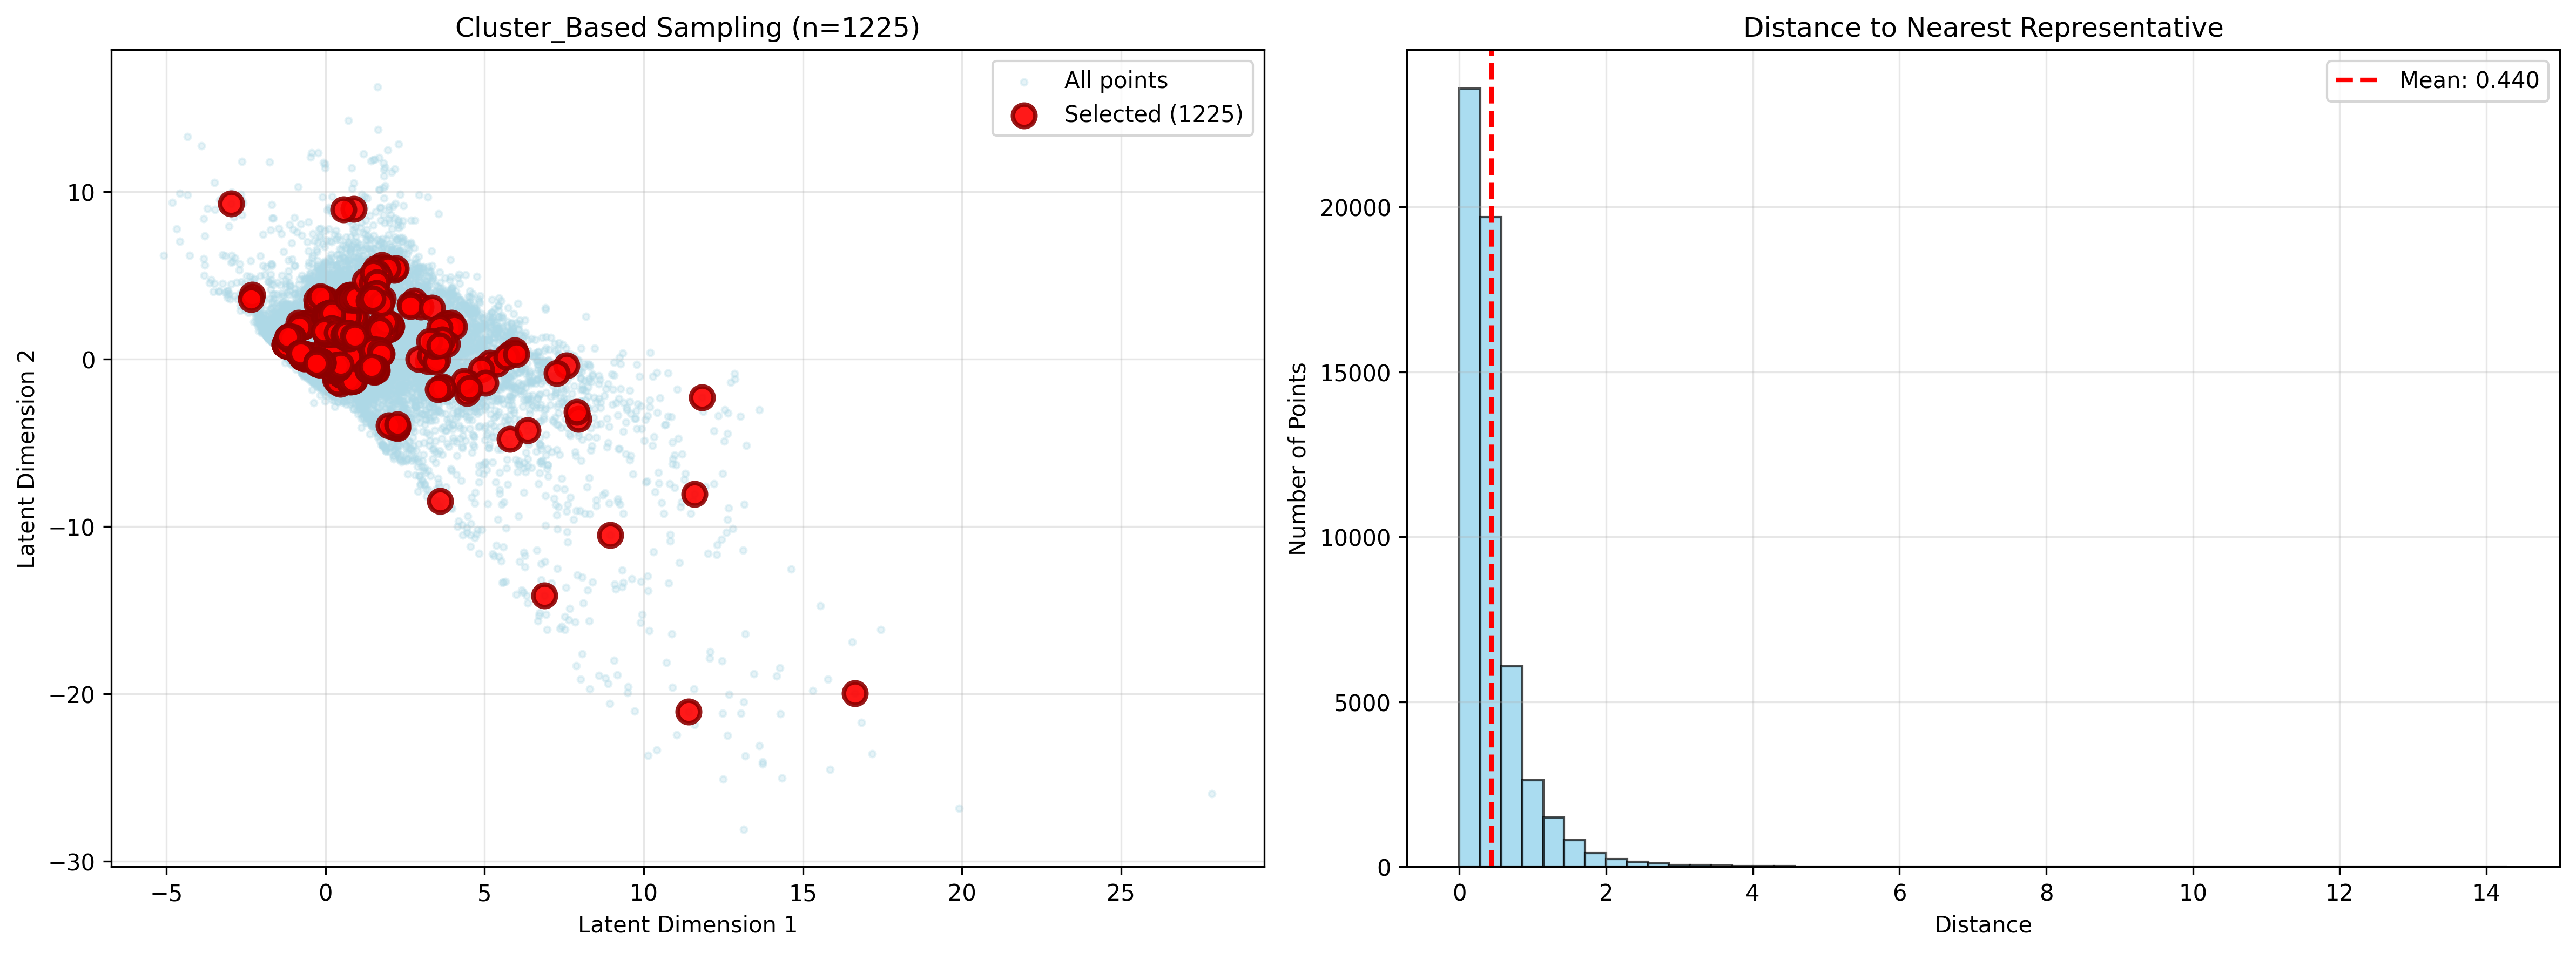 Cluster_Based Sampling (n=1225)
All points
Selected (1225)
10
0
−10
−20
−30
Latent Dimension 2
−5
0
5
10
15
20
25
Latent Dimension 1
Distance to Nearest Representative
Mean: 0.440
20000
15000
10000
5000
0
Number of Points
0
2
4
6
8
10
12
14
Distance